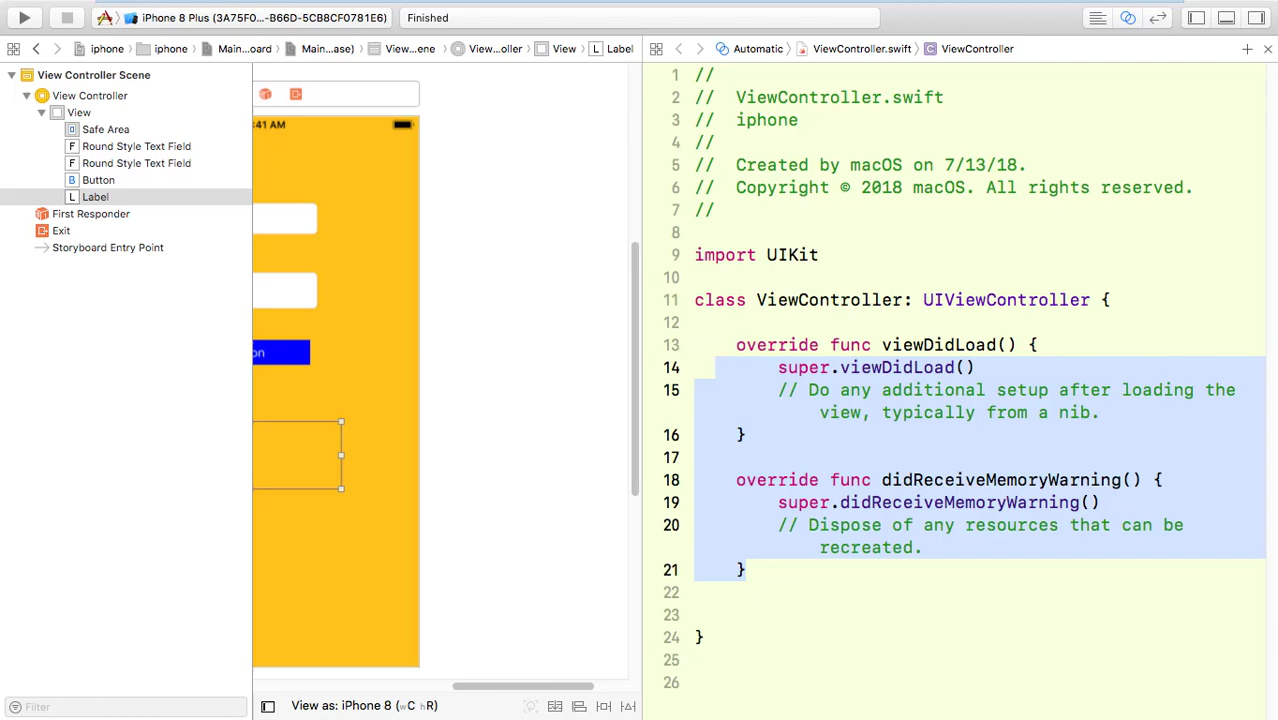 iPhone 8 Plus (3A75F0...-B66D-5CB8CF0781E6)
Finished
iphone
iphone
Main...oard
Main...ase)
View...ene
View...oller
View
L Label
Automatic
ViewController.swift
C ViewController
View Controller Scene
View Controller
View
Safe Area
F Round Style Text Field
F Round Style Text Field
B Button
L Label
First Responder
Exit
Storyboard Entry Point
Filter
:41 AM
on
View as: iPhone 8 (wC hR)
1 //
2 // ViewController.swift
3 // iphone
4 //
5 // Created by macOS on 7/13/18.
6 // Copyright © 2018 macOS. All rights reserved.
7 //
8
9 import UIKit
10
11 class ViewController: UIViewController {
12
13 override func viewDidLoad() {
14 super.viewDidLoad()
15 // Do any additional setup after loading the
view, typically from a nib.
16 }
17
18 override func didReceiveMemoryWarning() {
19 super.didReceiveMemoryWarning()
20 // Dispose of any resources that can be
recreated.
21 }
22
23
24 }
25
26